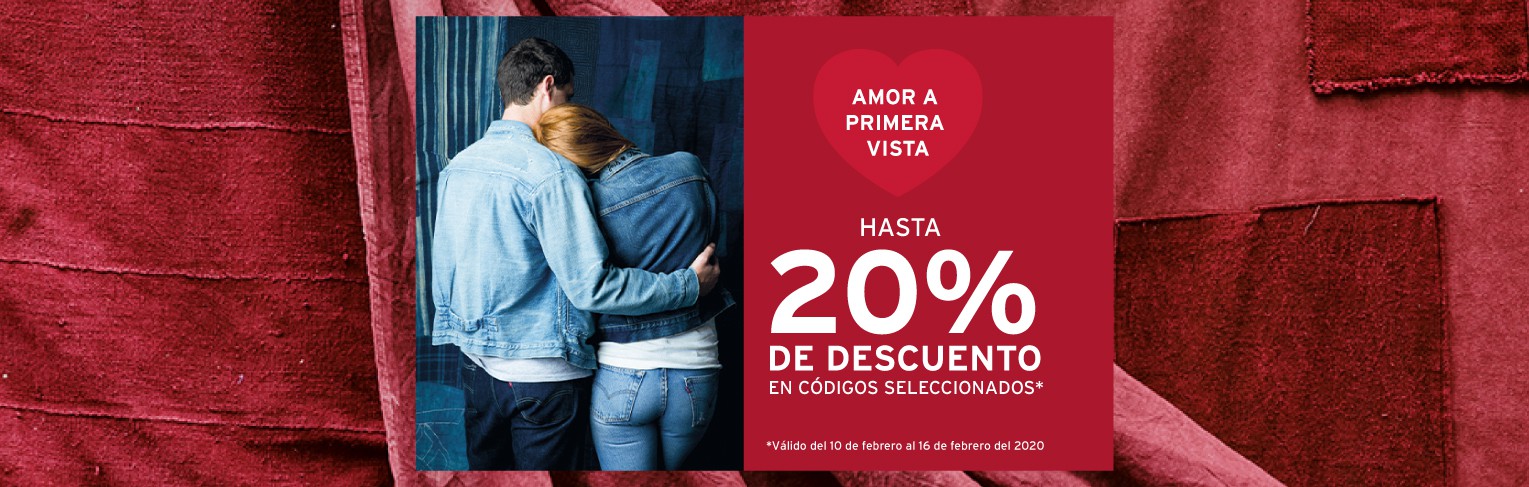 AMOR A
PRIMERA
VISTA
HASTA
20%
DE DESCUENTO
EN CÓDIGOS SELECCIONADOS*
*Válido del 10 de febrero al 16 de febrero del 2020